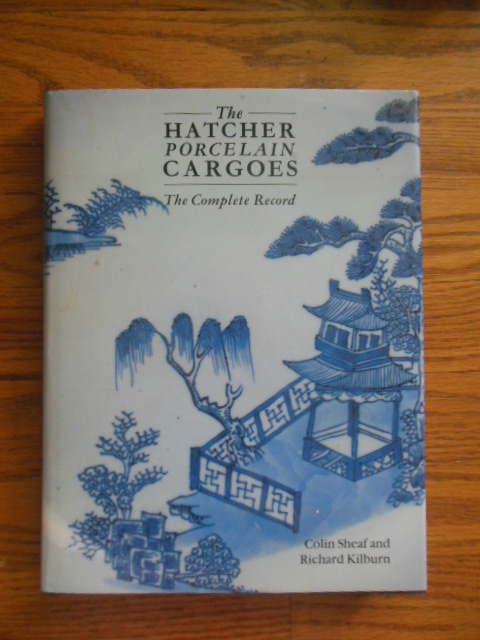 The
HATCHER
PORCELAIN
CARGOES
The Complete Record
Colin Sheaf and
Richard Kilburn